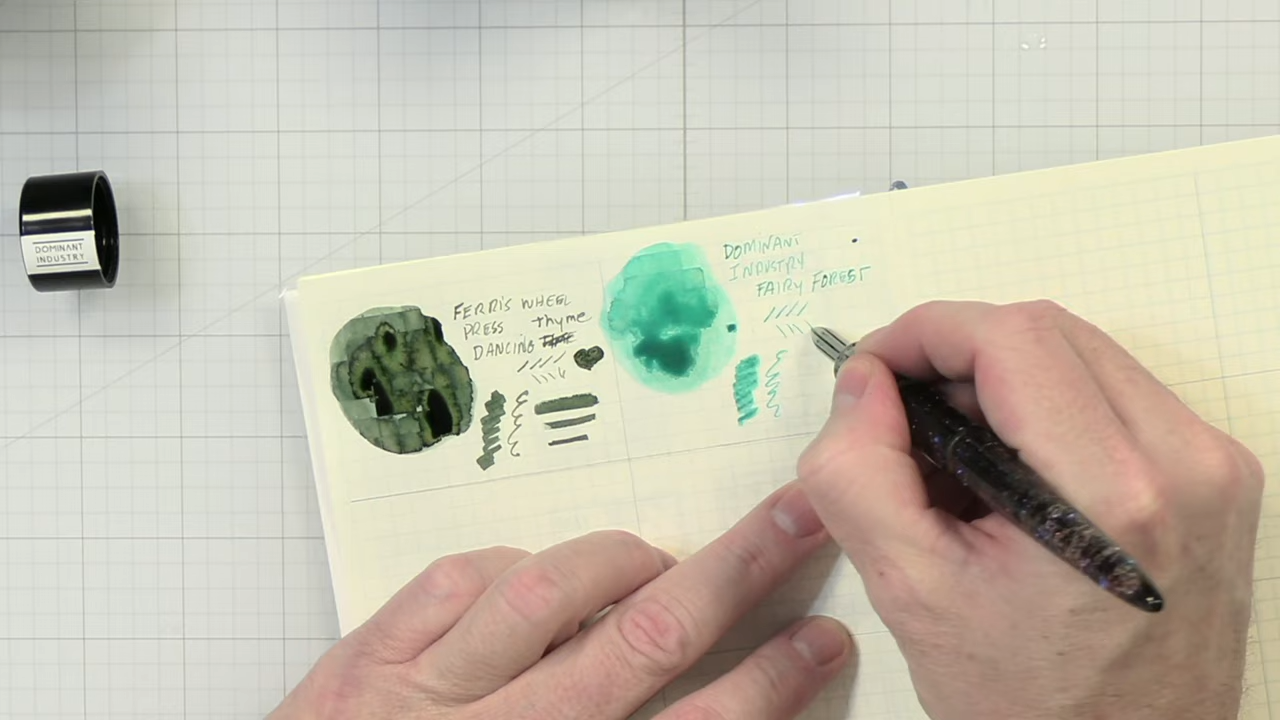 DOMINANT
INDUSTRY
FERRIS WHEEL
PRESS thyme
DANCING
DOMINANT
INDUSTRY
FAIRY FOREST